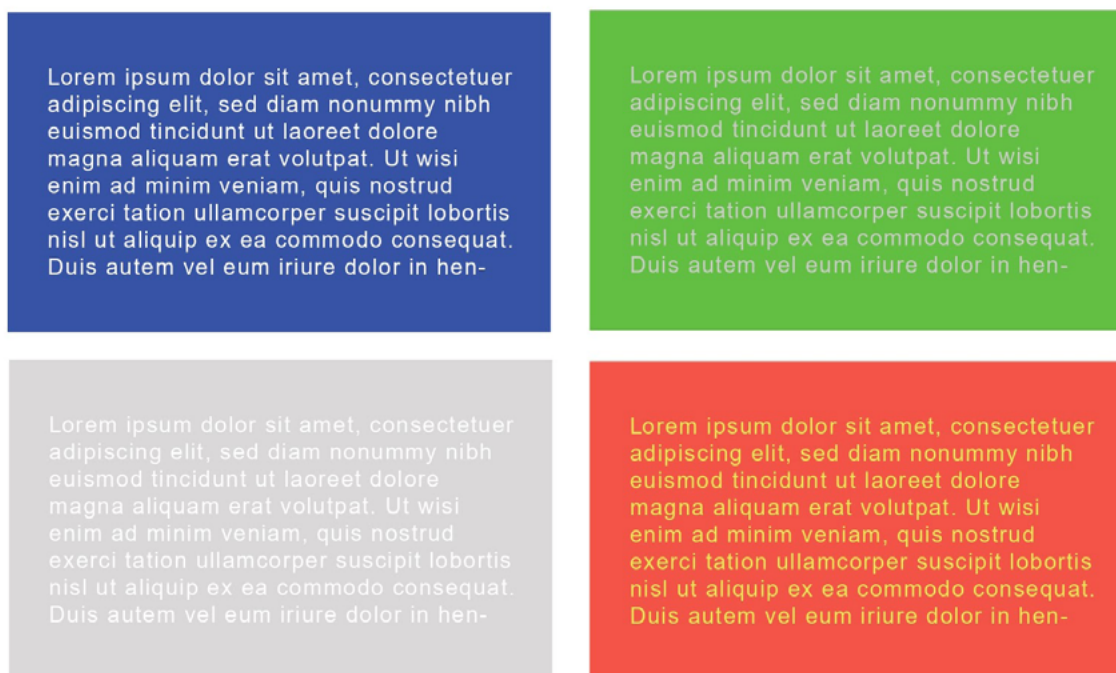 Lorem ipsum dolor sit amet, consectetuer
adipiscing elit, sed diam nonummy nibh
euismod tincidunt ut laoreet dolore
magna aliquam erat volutpat. Ut wisi
enim ad minim veniam, quis nostrud
exerci tation ullamcorper suscipit lobortis
nisl ut aliquip ex ea commodo consequat.
Duis autem vel eum iriure dolor in hen-
Lorem ipsum dolor sit amet, consectetuer
adipiscing elit, sed diam nonummy nibh
euismod tincidunt ut laoreet dolore
magna aliquam erat volutpat. Ut wisi
enim ad minim veniam, quis nostrud
exerci tation ullamcorper suscipit lobortis
nisl ut aliquip ex ea commodo consequat.
Duis autem vel eum iriure dolor in hen-
Lorem ipsum dolor sit amet, consectetuer
adipiscing elit, sed diam nonummy nibh
euismod tincidunt ut laoreet dolore
magna aliquam erat volutpat. Ut wisi
enim ad minim veniam, quis nostrud
exerci tation ullamcorper suscipit lobortis
nisl ut aliquip ex ea commodo consequat.
Duis autem vel eum iriure dolor in hen-
Lorem ipsum dolor sit amet, consectetuer
adipiscing elit, sed diam nonummy nibh
euismod tincidunt ut laoreet dolore
magna aliquam erat volutpat. Ut wisi
enim ad minim veniam, quis nostrud
exerci tation ullamcorper suscipit lobortis
nisl ut aliquip ex ea commodo consequat.
Duis autem vel eum iriure dolor in hen-